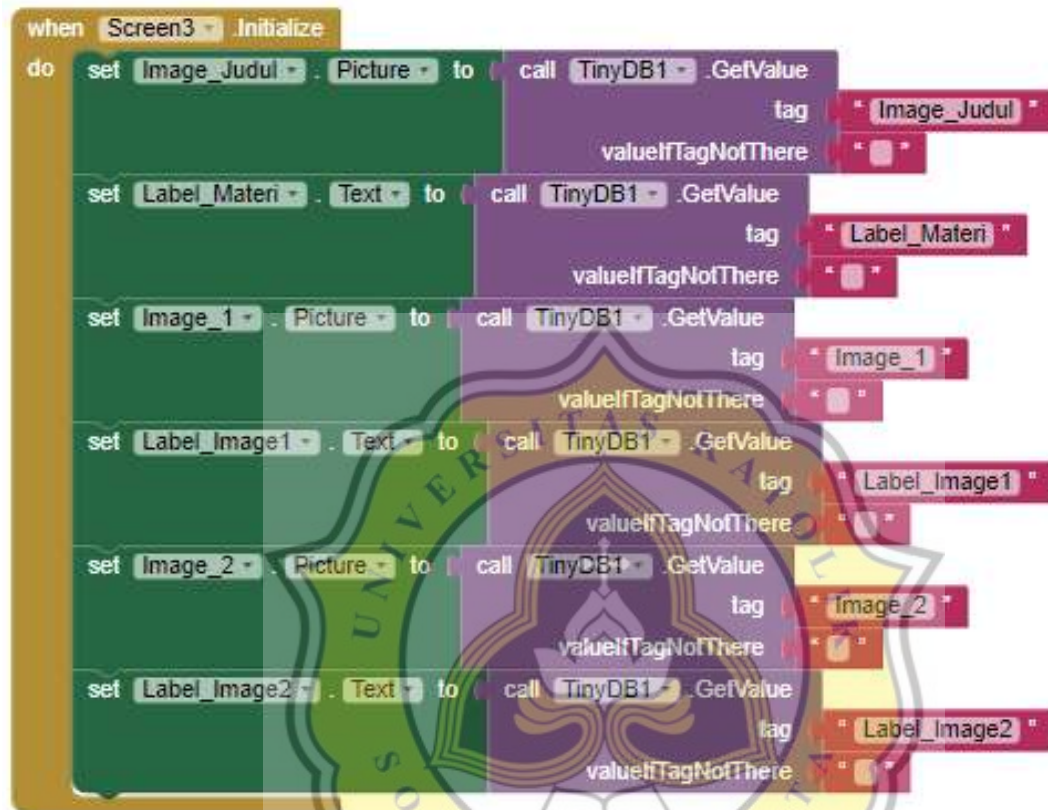 when Screen3 .Initialize
do set Image_Judul . Picture to call TinyDB1 .GetValue
tag " Image_Judul "
valueIfTagNotThere " "
set Label_Materi . Text to call TinyDB1 .GetValue
tag " Label_Materi "
valueIfTagNotThere " "
set Image_1 . Picture to call TinyDB1 .GetValue
tag " Image_1 "
valueIfTagNotThere " "
set Label_Image1 . Text to call TinyDB1 .GetValue
tag " Label_Image1 "
valueIfTagNotThere " "
set Image_2 . Picture to call TinyDB1 .GetValue
tag " Image_2 "
valueIfTagNotThere " "
set Label_Image2 . Text to call TinyDB1 .GetValue
tag " Label_Image2 "
valueIfTagNotThere " "
UNIVERSITAS KATOLIK